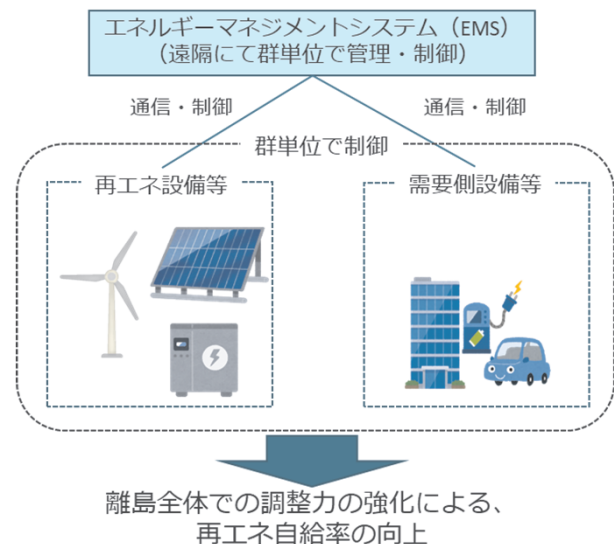 エネルギーマネジメントシステム（EMS）
（遠隔にて群単位で管理・制御）
通信・制御
通信・制御
群単位で制御
再エネ設備等
需要側設備等
離島全体での調整力の強化による、
再エネ自給率の向上